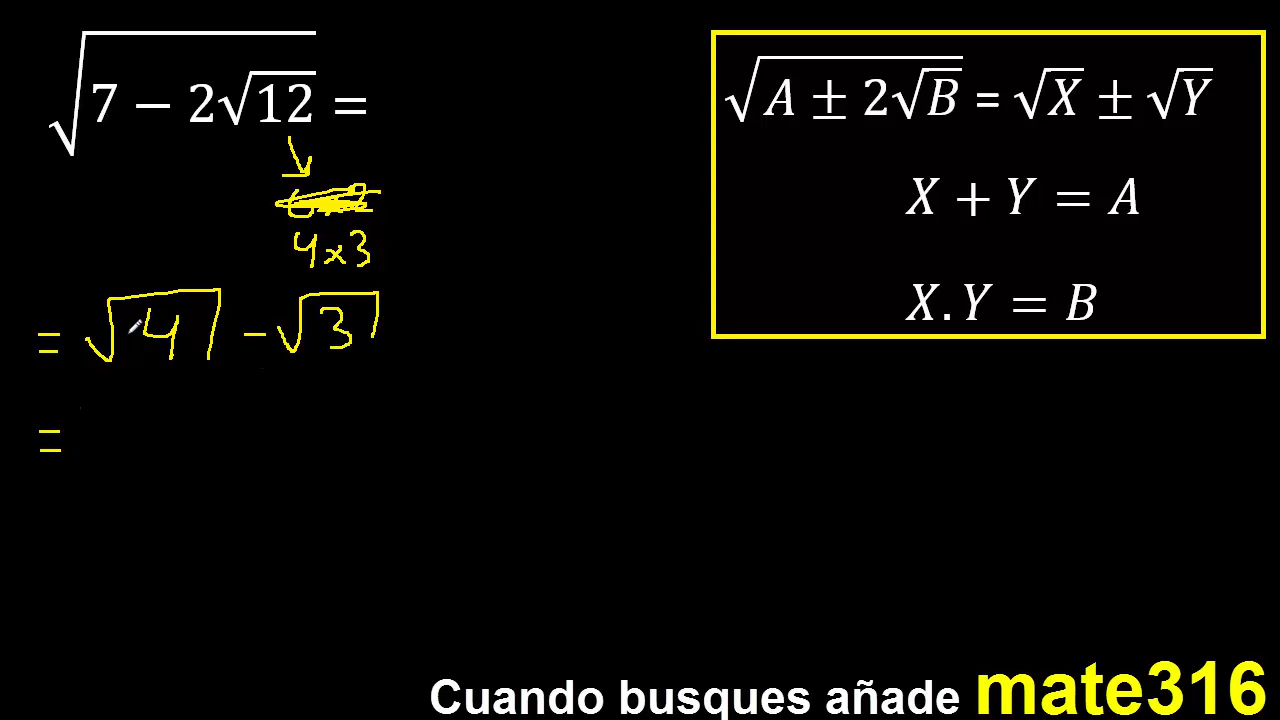 √(7 − 2√12) =
4x3
= √4 - √3
=
√(A ± 2√B) = √X ± √Y
X + Y = A
X . Y = B
Cuando busques añade mate316